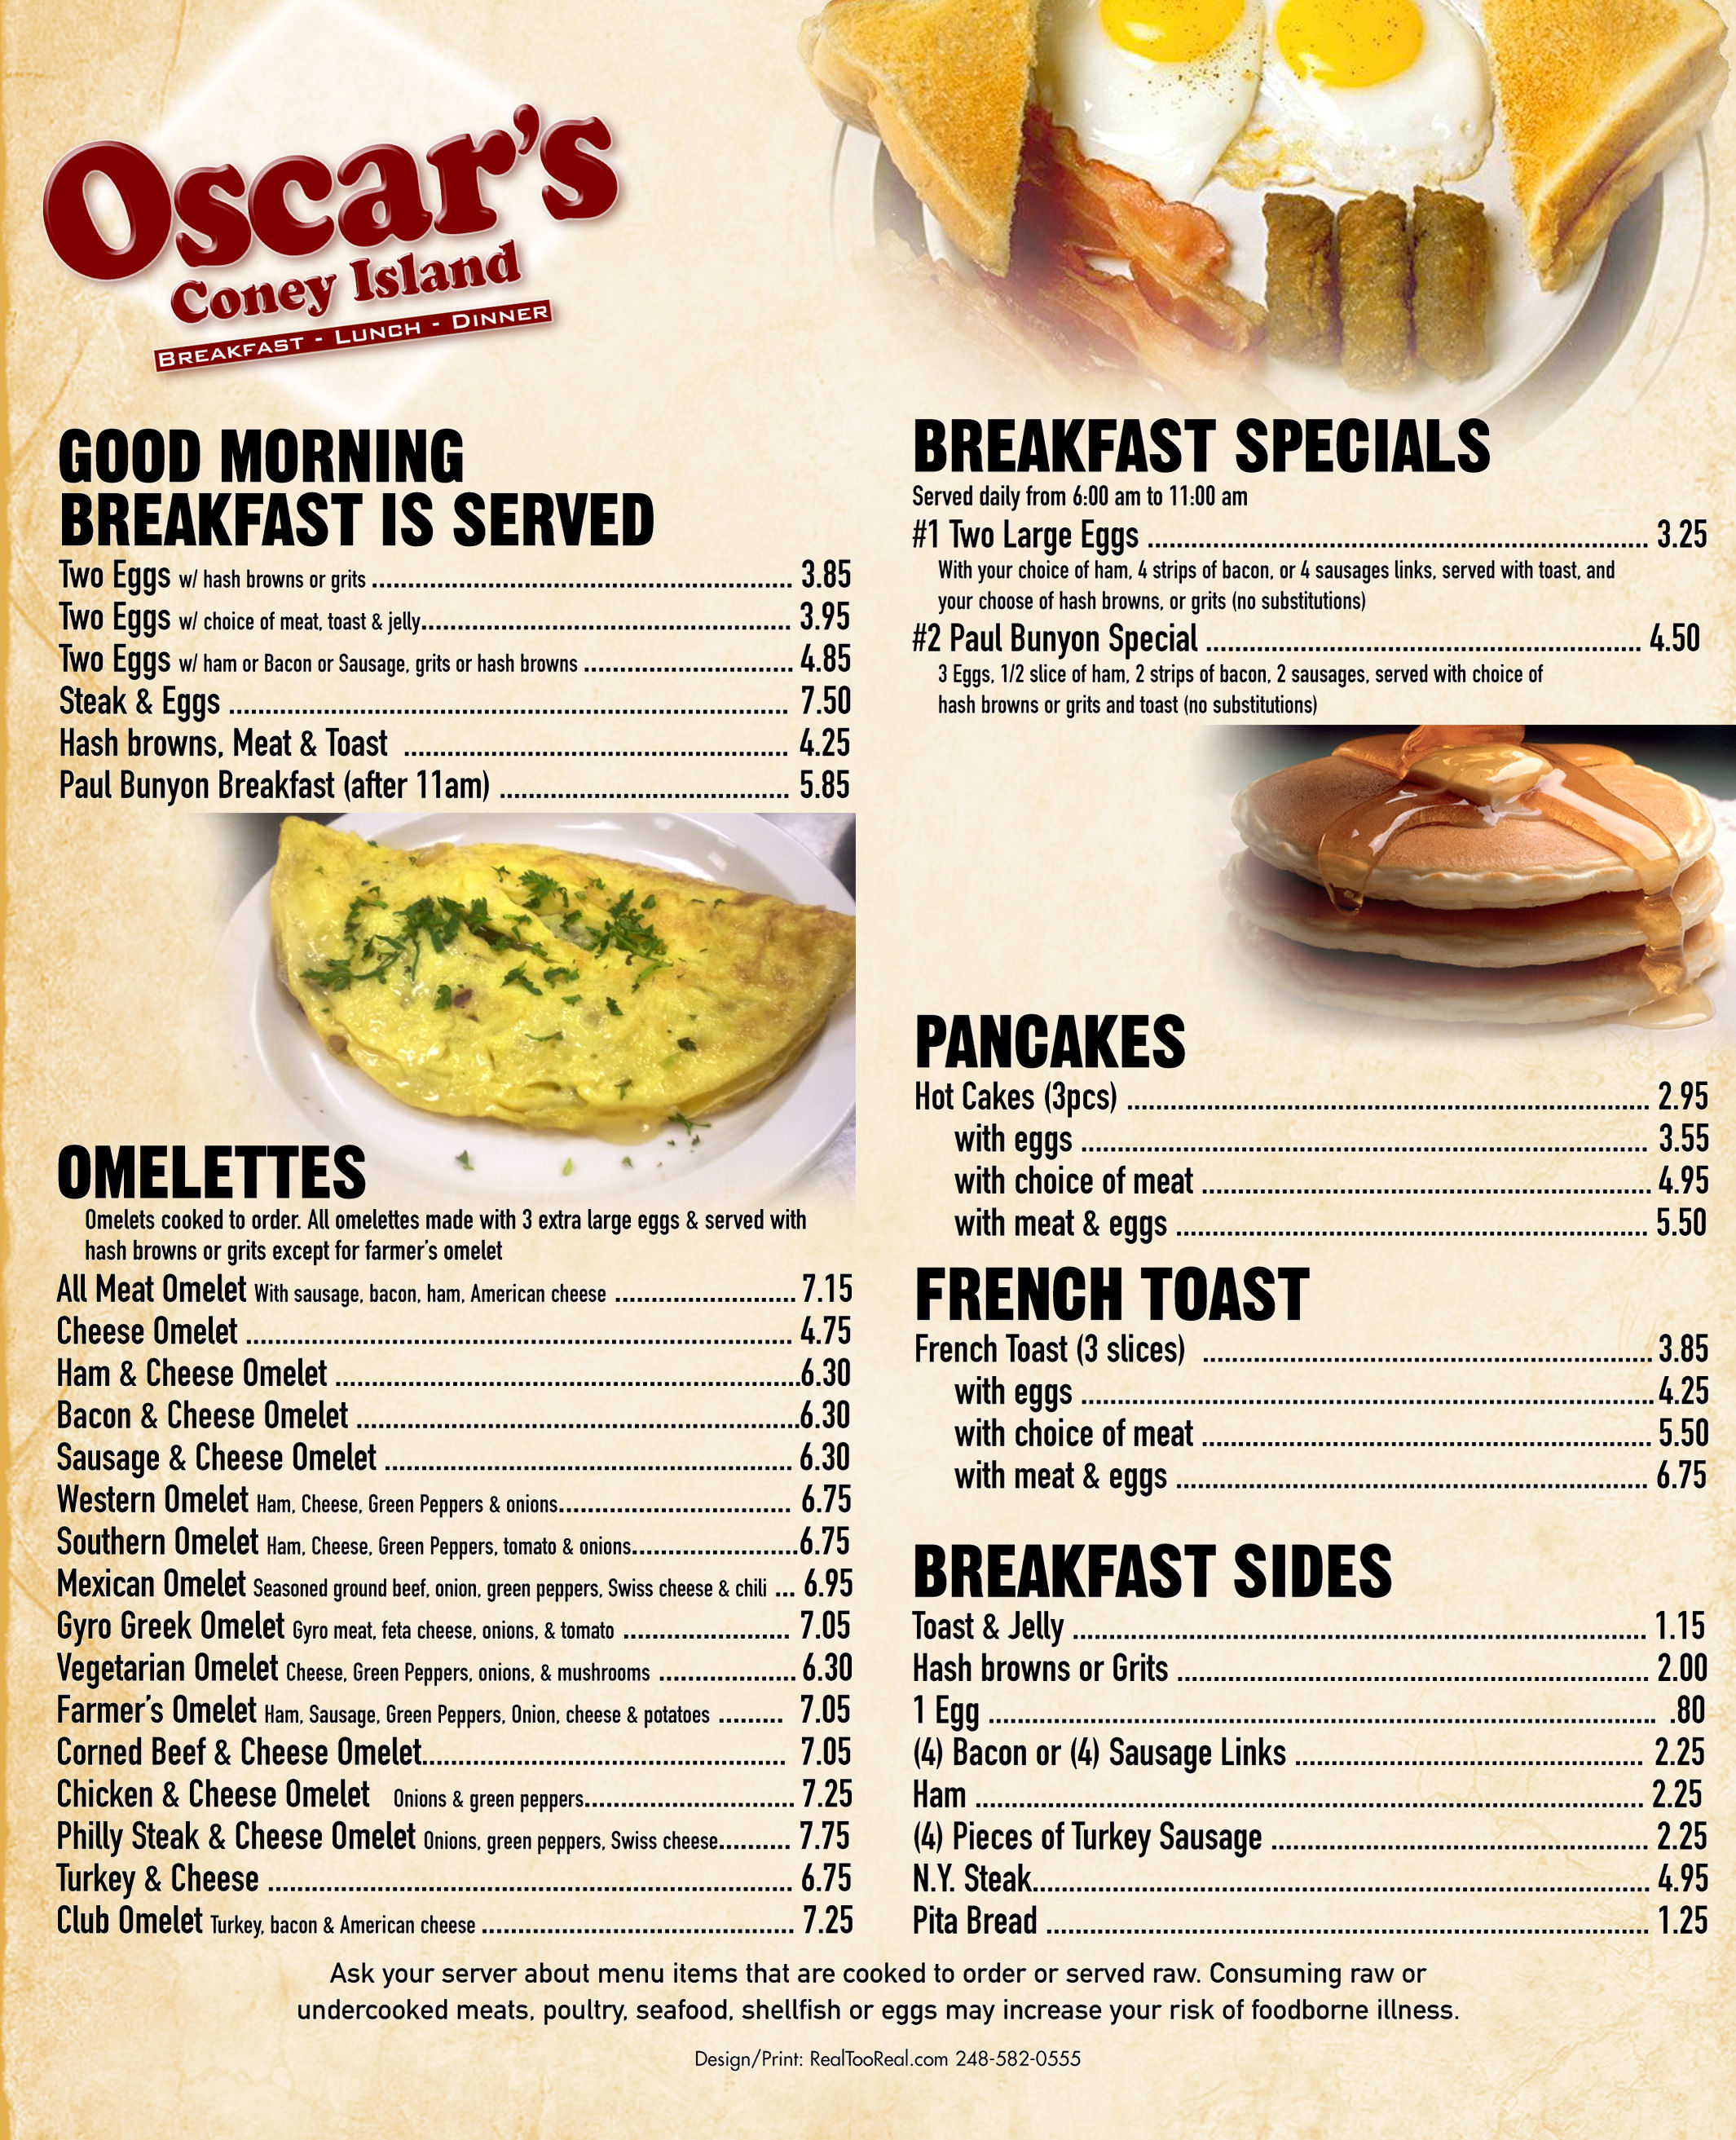 Oscar's
Coney Island
Breakfast - Lunch - Dinner
GOOD MORNING
BREAKFAST IS SERVED
Two Eggs w/ hash browns or grits ........ 3.85
Two Eggs w/ choice of meat, toast & jelly........ 3.95
Two Eggs w/ ham or Bacon or Sausage, grits or hash browns ........ 4.85
Steak & Eggs ........ 7.50
Hash browns, Meat & Toast ........ 4.25
Paul Bunyon Breakfast (after 11am) ........ 5.85
OMELETTES
Omelets cooked to order. All omelettes made with 3 extra large eggs & served with
hash browns or grits except for farmer's omelet
All Meat Omelet With sausage, bacon, ham, American cheese ........ 7.15
Cheese Omelet ........ 4.75
Ham & Cheese Omelet ........6.30
Bacon & Cheese Omelet ........6.30
Sausage & Cheese Omelet ........ 6.30
Western Omelet Ham, Cheese, Green Peppers & onions........ 6.75
Southern Omelet Ham, Cheese, Green Peppers, tomato & onions........6.75
Mexican Omelet Seasoned ground beef, onion, green peppers, Swiss cheese & chili ... 6.95
Gyro Greek Omelet Gyro meat, feta cheese, onions, & tomato ........ 7.05
Vegetarian Omelet Cheese, Green Peppers, onions, & mushrooms ........ 6.30
Farmer's Omelet Ham, Sausage, Green Peppers, Onion, cheese & potatoes ......... 7.05
Corned Beef & Cheese Omelet........ 7.05
Chicken & Cheese Omelet Onions & green peppers........ 7.25
Philly Steak & Cheese Omelet Onions, green peppers, Swiss cheese.......... 7.75
Turkey & Cheese ........ 6.75
Club Omelet Turkey, bacon & American cheese ........ 7.25
BREAKFAST SPECIALS
Served daily from 6:00 am to 11:00 am
#1 Two Large Eggs ........ 3.25
With your choice of ham, 4 strips of bacon, or 4 sausages links, served with toast, and
your choose of hash browns, or grits (no substitutions)
#2 Paul Bunyon Special ........ 4.50
3 Eggs, 1/2 slice of ham, 2 strips of bacon, 2 sausages, served with choice of
hash browns or grits and toast (no substitutions)
PANCAKES
Hot Cakes (3pcs) ........ 2.95
with eggs ........ 3.55
with choice of meat ........ 4.95
with meat & eggs ........ 5.50
FRENCH TOAST
French Toast (3 slices) ........ 3.85
with eggs ........ 4.25
with choice of meat ........ 5.50
with meat & eggs ........ 6.75
BREAKFAST SIDES
Toast & Jelly ........ 1.15
Hash browns or Grits ........ 2.00
1 Egg ........ .80
(4) Bacon or (4) Sausage Links ........ 2.25
Ham ........ 2.25
(4) Pieces of Turkey Sausage ........ 2.25
N.Y. Steak........ 4.95
Pita Bread ........ 1.25
Ask your server about menu items that are cooked to order or served raw. Consuming raw or
undercooked meats, poultry, seafood, shellfish or eggs may increase your risk of foodborne illness.
Design/Print: RealTooReal.com 248-582-0555